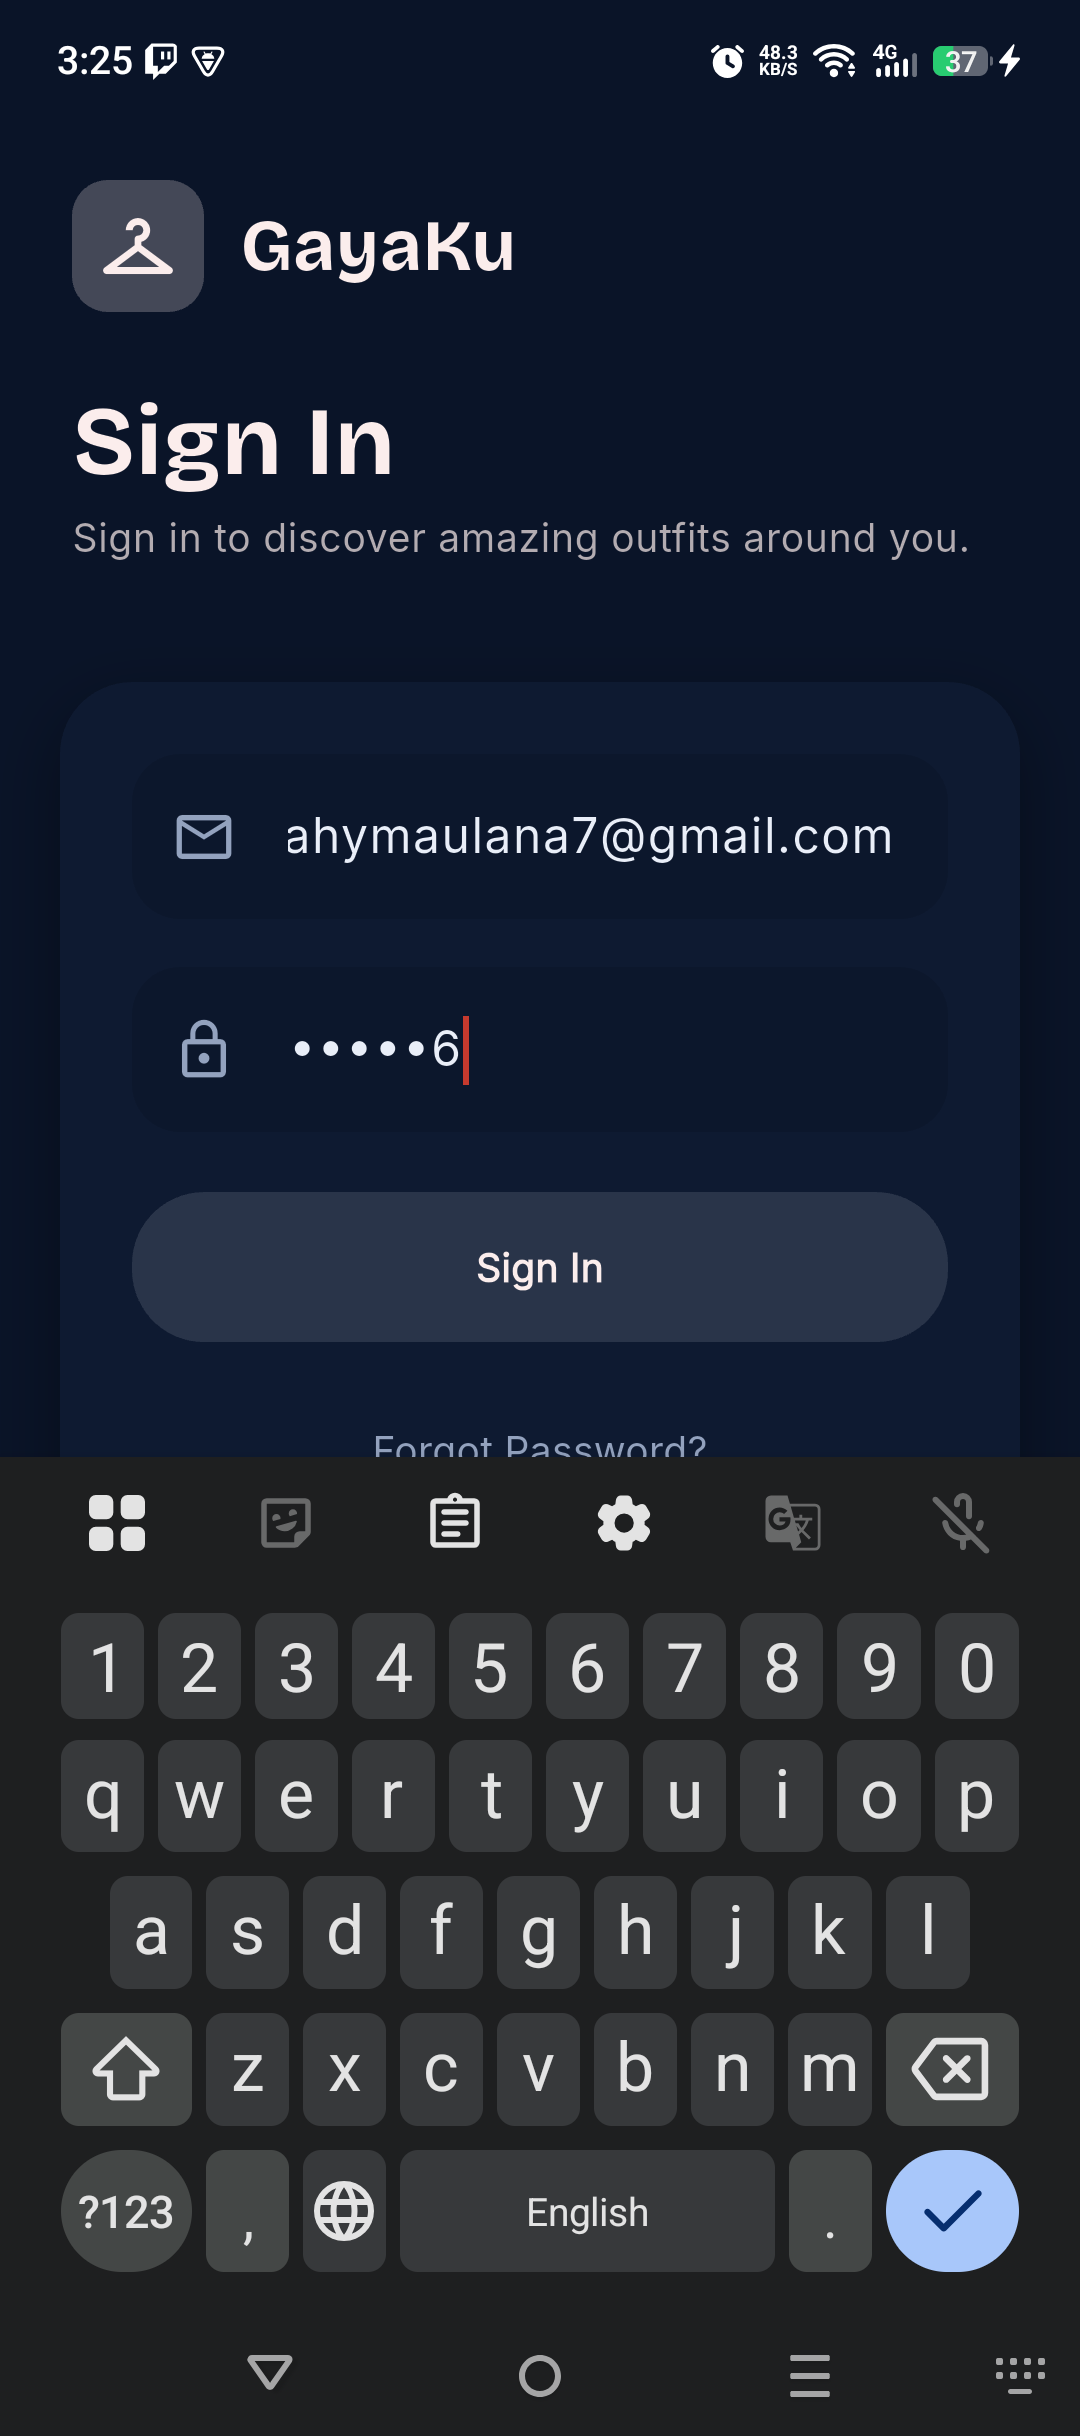 3:25
48.3
KB/S
4G
37
GayaKu
Sign In
Sign in to discover amazing outfits around you.
ahymaulana7@gmail.com
•••••6
Sign In
Forgot Password?
1 2 3 4 5 6 7 8 9 0
q w e r t y u i o p
a s d f g h j k l
z x c v b n m
?123 , English .